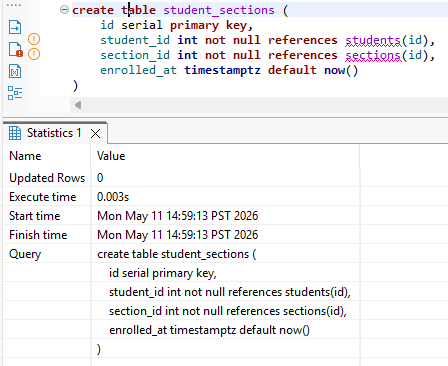 create table student_sections (
id serial primary key,
student_id int not null references students(id),
section_id int not null references sections(id),
enrolled_at timestamptz default now()
)
Statistics 1
Name Value
Updated Rows 0
Execute time 0.003s
Start time Mon May 11 14:59:13 PST 2026
Finish time Mon May 11 14:59:13 PST 2026
Query create table student_sections (
id serial primary key,
student_id int not null references students(id),
section_id int not null references sections(id),
enrolled_at timestamptz default now()
)